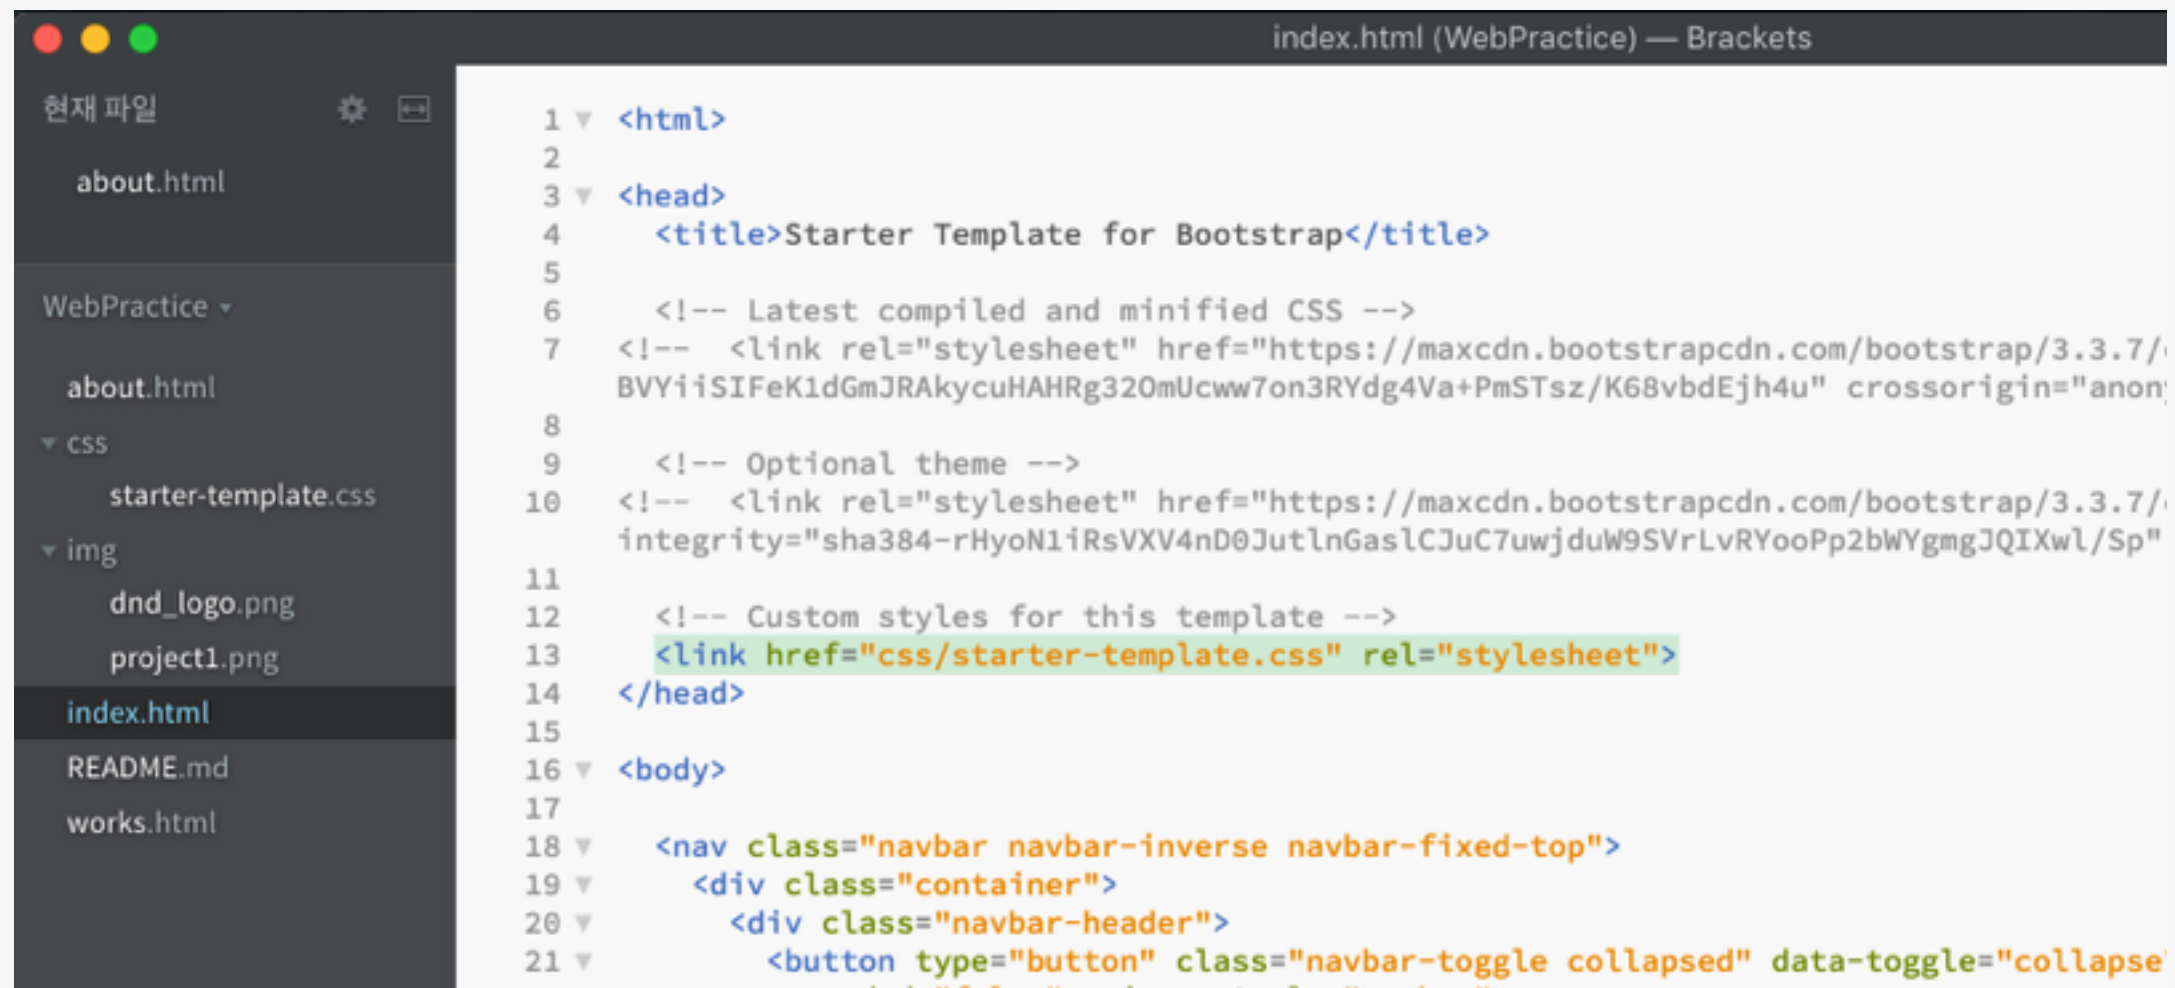 index.html (WebPractice) — Brackets
현재 파일
about.html
WebPractice
about.html
css
starter-template.css
img
dnd_logo.png
project1.png
index.html
README.md
works.html
1 <html>
2
3 <head>
4 <title>Starter Template for Bootstrap</title>
5
6 <!-- Latest compiled and minified CSS -->
7 <!-- <link rel="stylesheet" href="https://maxcdn.bootstrapcdn.com/bootstrap/3.3.7/
BVYiiSIFeK1dGmJRAkycuHAHRg32OmUcww7on3RYdg4Va+PmSTsz/K68vbdEjh4u" crossorigin="anon
8
9 <!-- Optional theme -->
10 <!-- <link rel="stylesheet" href="https://maxcdn.bootstrapcdn.com/bootstrap/3.3.7/
integrity="sha384-rHyoN1iRsVXV4nD0JutlnGaslCJuC7uwjduW9SVrLvRYooPp2bWYgmgJQIXwl/Sp"
11
12 <!-- Custom styles for this template -->
13 <link href="css/starter-template.css" rel="stylesheet">
14 </head>
15
16 <body>
17
18 <nav class="navbar navbar-inverse navbar-fixed-top">
19 <div class="container">
20 <div class="navbar-header">
21 <button type="button" class="navbar-toggle collapsed" data-toggle="collapse"